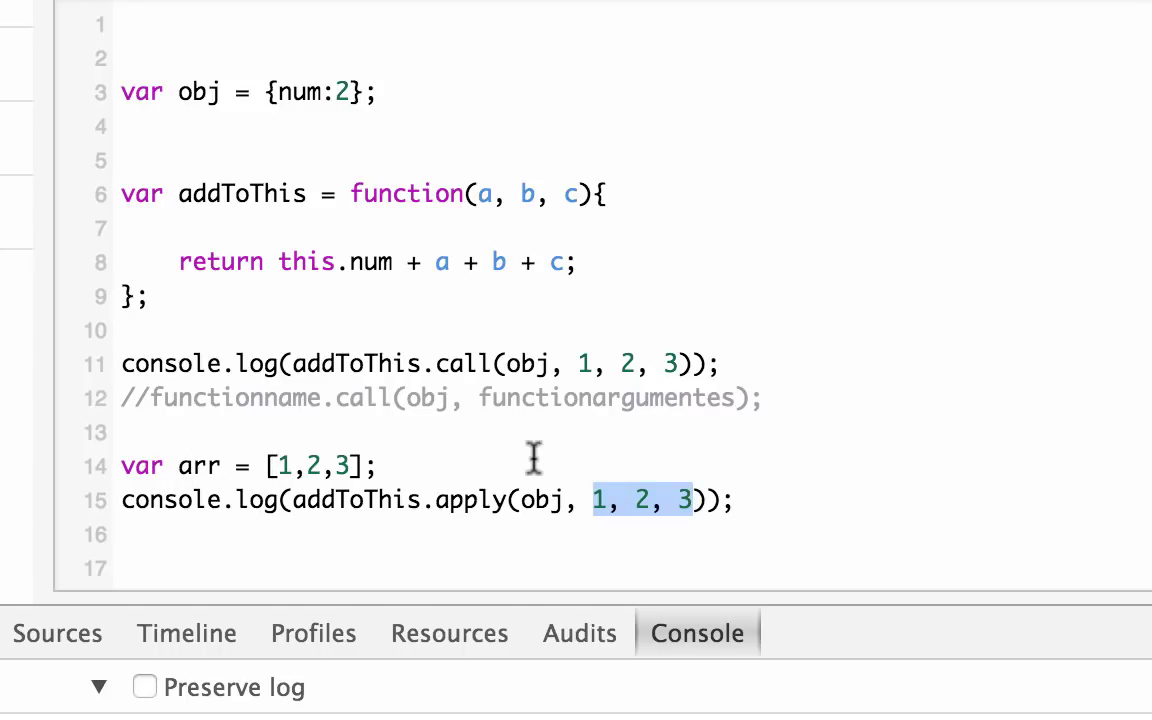 1
2
3 var obj = {num:2};
4
5
6 var addToThis = function(a, b, c){
7
8     return this.num + a + b + c;
9 };
10
11 console.log(addToThis.call(obj, 1, 2, 3));
12 //functionname.call(obj, functionargumentes);
13
14 var arr = [1,2,3];
15 console.log(addToThis.apply(obj, 1, 2, 3));
16
17
Sources Timeline Profiles Resources Audits Console
▼ Preserve log